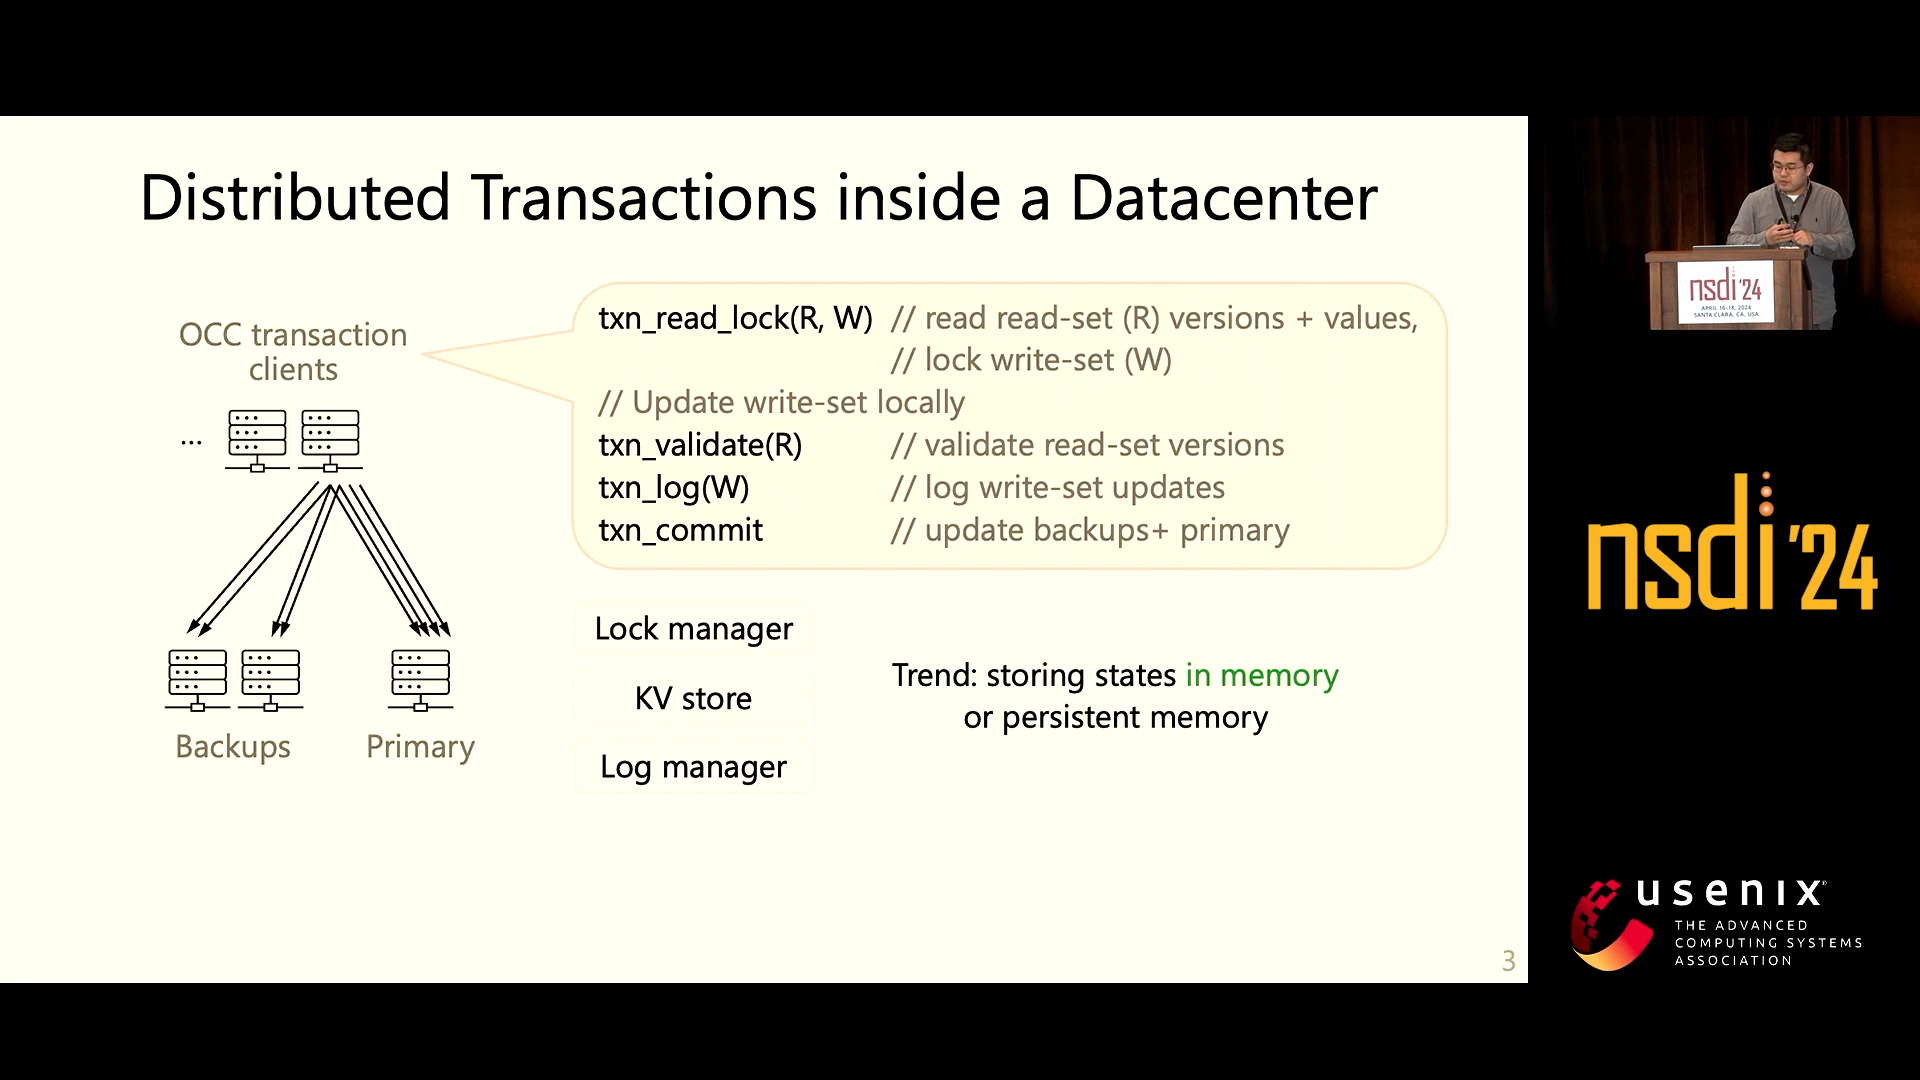 Distributed Transactions inside a Datacenter
OCC transaction
clients
...
txn_read_lock(R, W) // read read-set (R) versions + values,
// lock write-set (W)
// Update write-set locally
txn_validate(R) // validate read-set versions
txn_log(W) // log write-set updates
txn_commit // update backups+ primary
Backups
Primary
Lock manager
KV store
Log manager
Trend: storing states in memory
or persistent memory
3
nsdi '24
APRIL 16-18, 2024
SANTA CLARA, CA, USA
nsdi '24
usenix
THE ADVANCED
COMPUTING SYSTEMS
ASSOCIATION